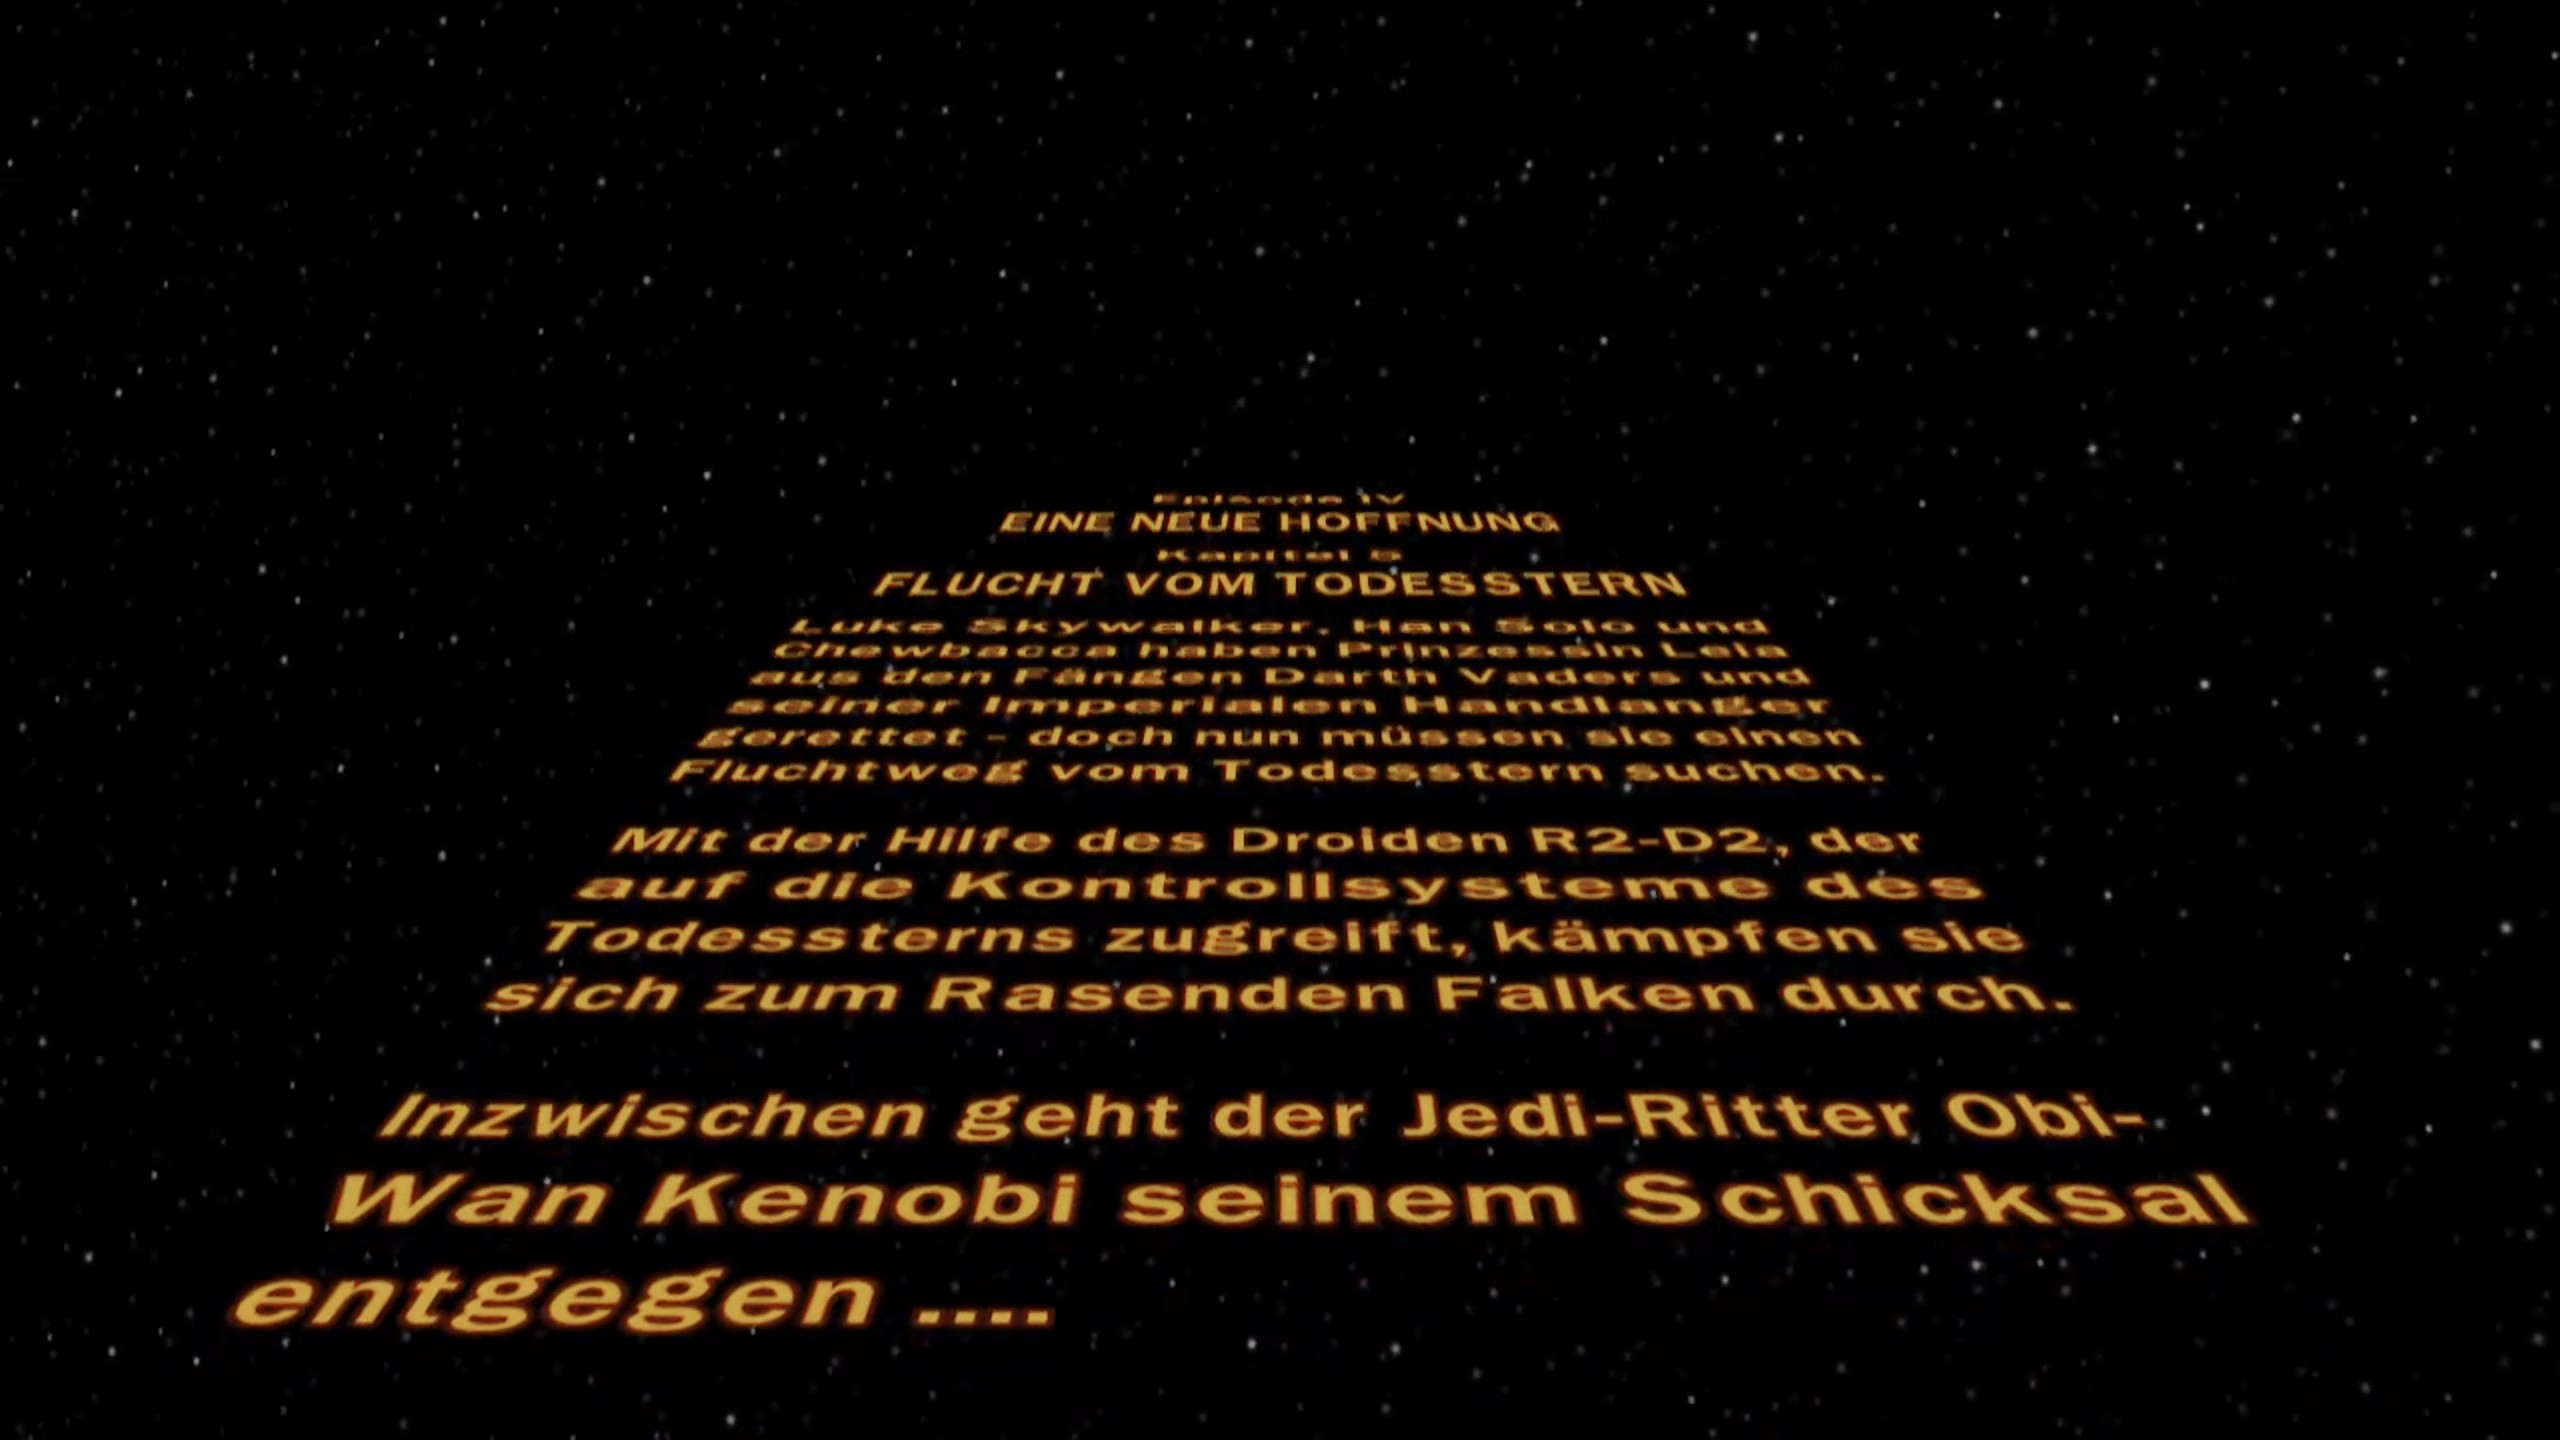 Episode IV
EINE NEUE HOFFNUNG
Kapitel 5
FLUCHT VOM TODESSTERN
Luke Skywalker, Han Solo und
Chewbacca haben Prinzessin Leia
aus den Fängen Darth Vaders und
seiner Imperialen Handlanger
gerettet - doch nun müssen sie einen
Fluchtweg vom Todesstern suchen.
Mit der Hilfe des Droiden R2-D2, der
auf die Kontrollsysteme des
Todessterns zugreift, kämpfen sie
sich zum Rasenden Falken durch.
Inzwischen geht der Jedi-Ritter Obi-
Wan Kenobi seinem Schicksal
entgegen ....